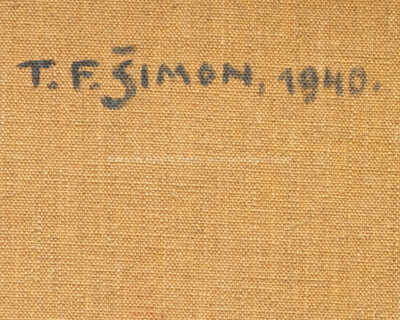 T. F. ŠIMON, 1940.